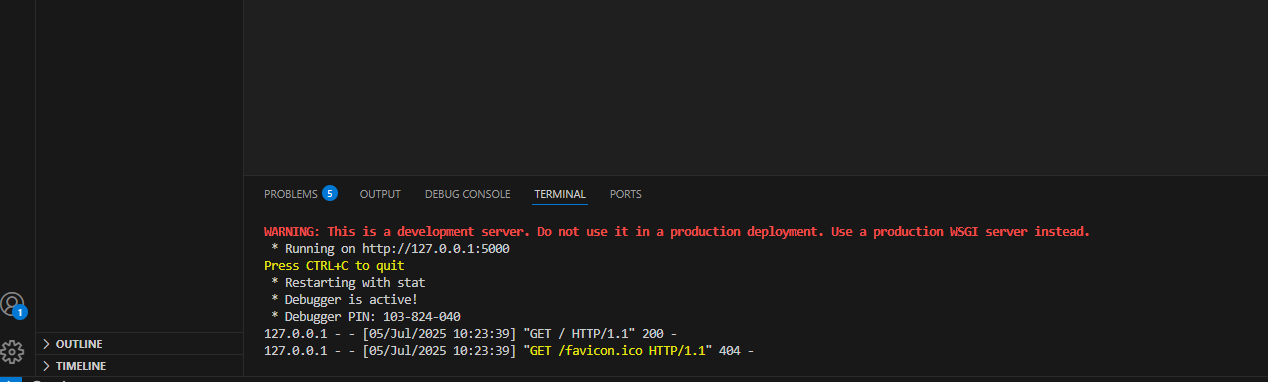 PROBLEMS 5 OUTPUT DEBUG CONSOLE TERMINAL PORTS
WARNING: This is a development server. Do not use it in a production deployment. Use a production WSGI server instead.
 * Running on http://127.0.0.1:5000
Press CTRL+C to quit
 * Restarting with stat
 * Debugger is active!
 * Debugger PIN: 103-824-040
127.0.0.1 - - [05/Jul/2025 10:23:39] "GET / HTTP/1.1" 200 -
127.0.0.1 - - [05/Jul/2025 10:23:39] "GET /favicon.ico HTTP/1.1" 404 -
1
OUTLINE
TIMELINE